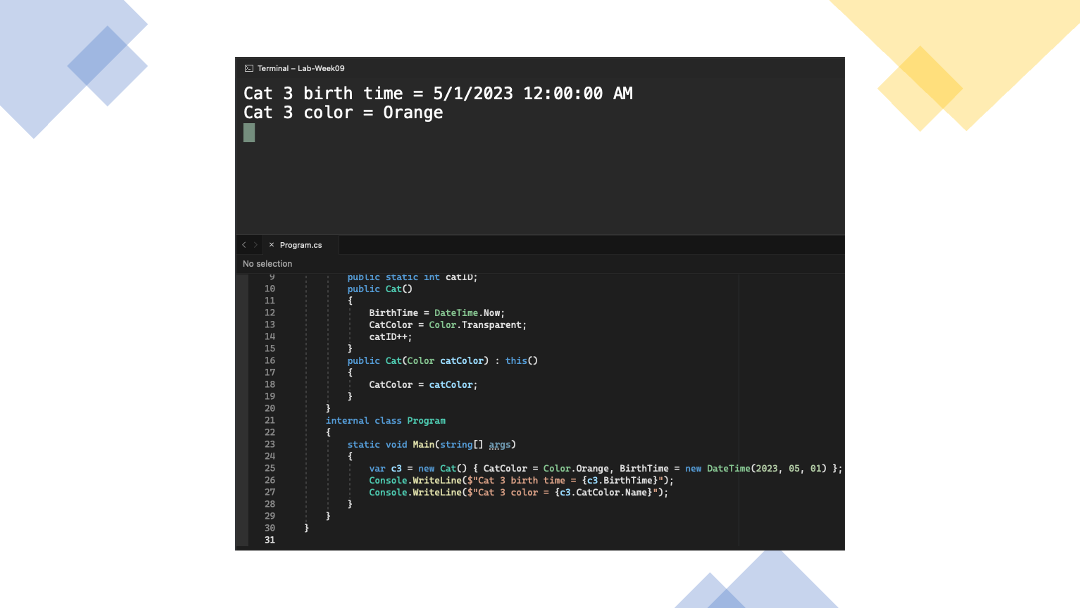 Terminal – Lab-Week09
Cat 3 birth time = 5/1/2023 12:00:00 AM
Cat 3 color = Orange
Program.cs
No selection
9 public static int catID;
10 public Cat()
11 {
12 BirthTime = DateTime.Now;
13 CatColor = Color.Transparent;
14 catID++;
15 }
16 public Cat(Color catColor) : this()
17 {
18 CatColor = catColor;
19 }
20 }
21 internal class Program
22 {
23 static void Main(string[] args)
24 {
25 var c3 = new Cat() { CatColor = Color.Orange, BirthTime = new DateTime(2023, 05, 01) };
26 Console.WriteLine($"Cat 3 birth time = {c3.BirthTime}");
27 Console.WriteLine($"Cat 3 color = {c3.CatColor.Name}");
28 }
29 }
30 }
31